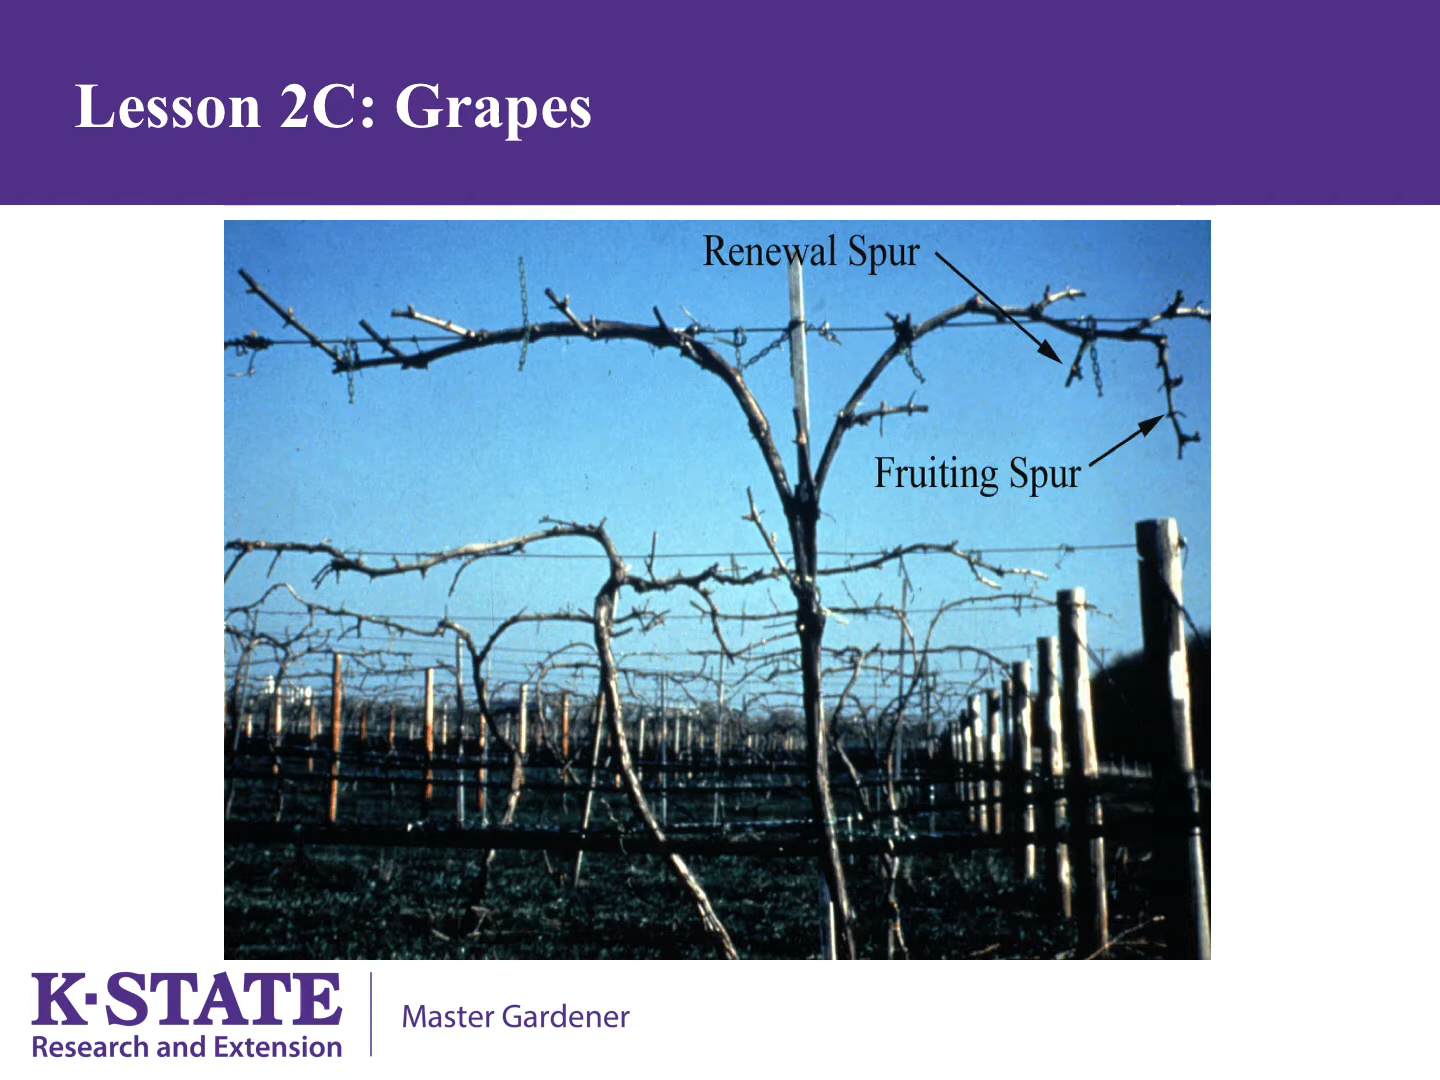 Lesson 2C: Grapes
Renewal Spur
Fruiting Spur
K·STATE
Research and Extension
Master Gardener